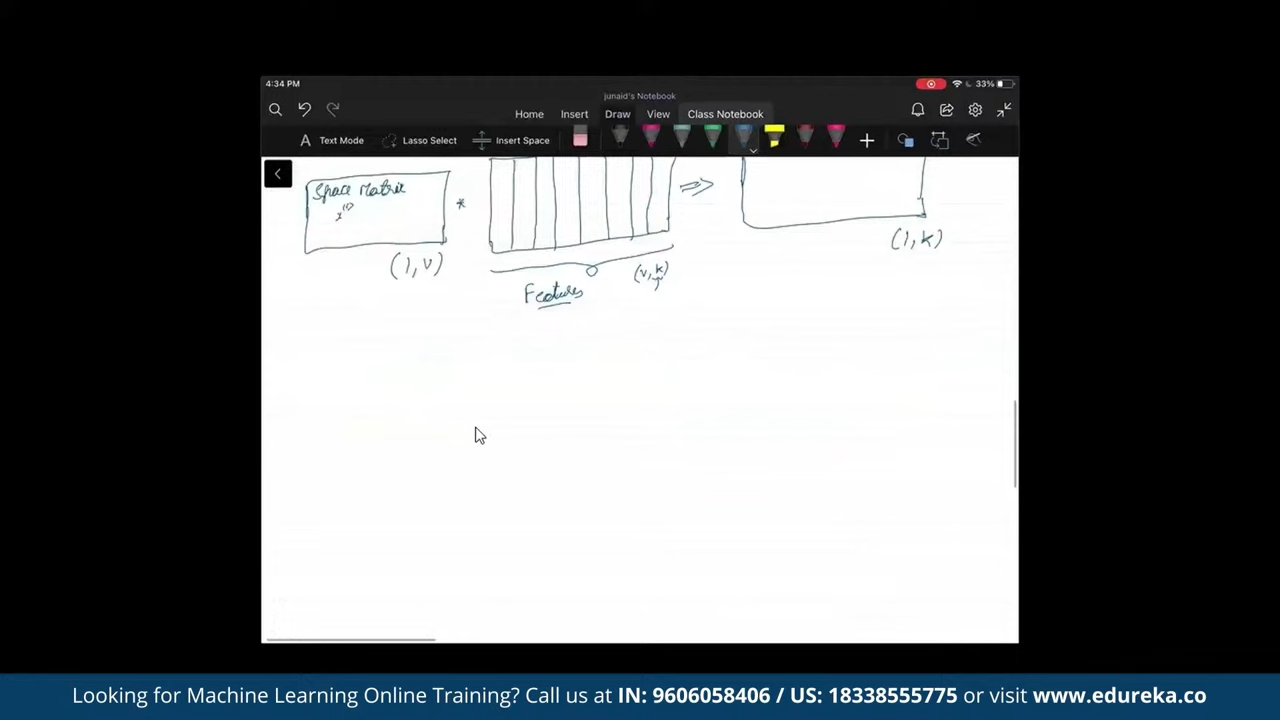 4:34 PM
33%
junaid's Notebook
Home Insert Draw View Class Notebook
Text Mode Lasso Select Insert Space
Space Matrix
x⁽¹⁾
*
⇒
(1, v)
(v, k)
(1, k)
Features
Looking for Machine Learning Online Training? Call us at IN: 9606058406 / US: 18338555775 or visit www.edureka.co